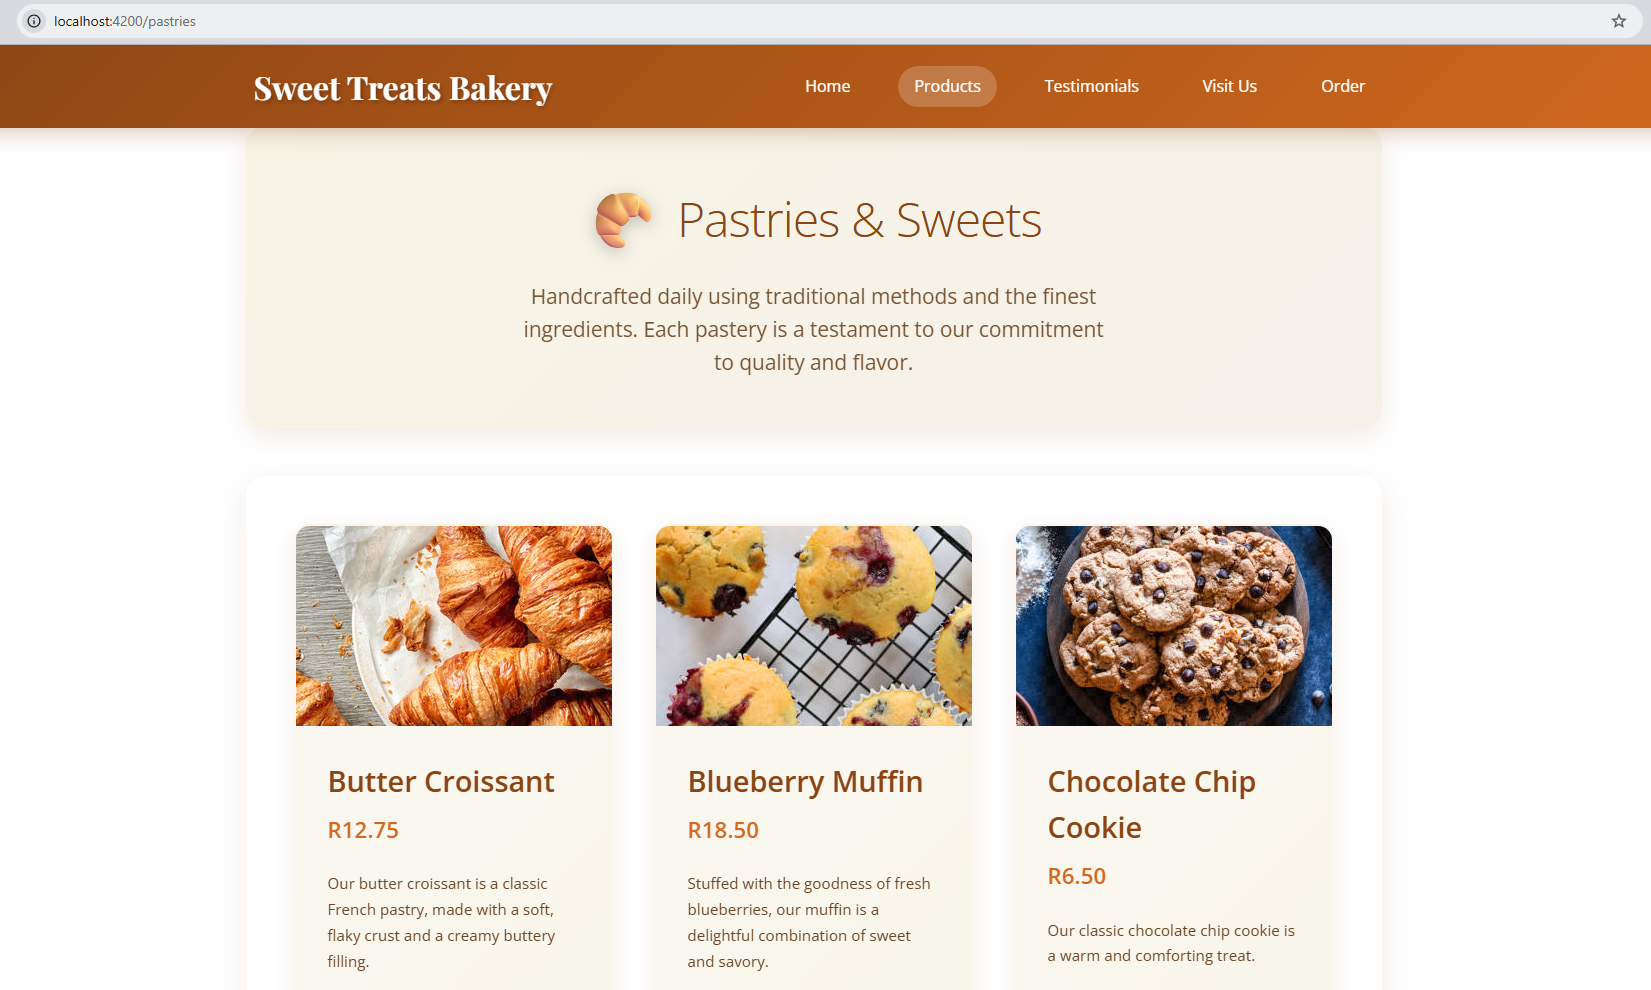 localhost:4200/pastries
Sweet Treats Bakery
Home
Products
Testimonials
Visit Us
Order
Pastries & Sweets
Handcrafted daily using traditional methods and the finest
ingredients. Each pastery is a testament to our commitment
to quality and flavor.
Butter Croissant
R12.75
Our butter croissant is a classic
French pastry, made with a soft,
flaky crust and a creamy buttery
filling.
Blueberry Muffin
R18.50
Stuffed with the goodness of fresh
blueberries, our muffin is a
delightful combination of sweet
and savory.
Chocolate Chip
Cookie
R6.50
Our classic chocolate chip cookie is
a warm and comforting treat.